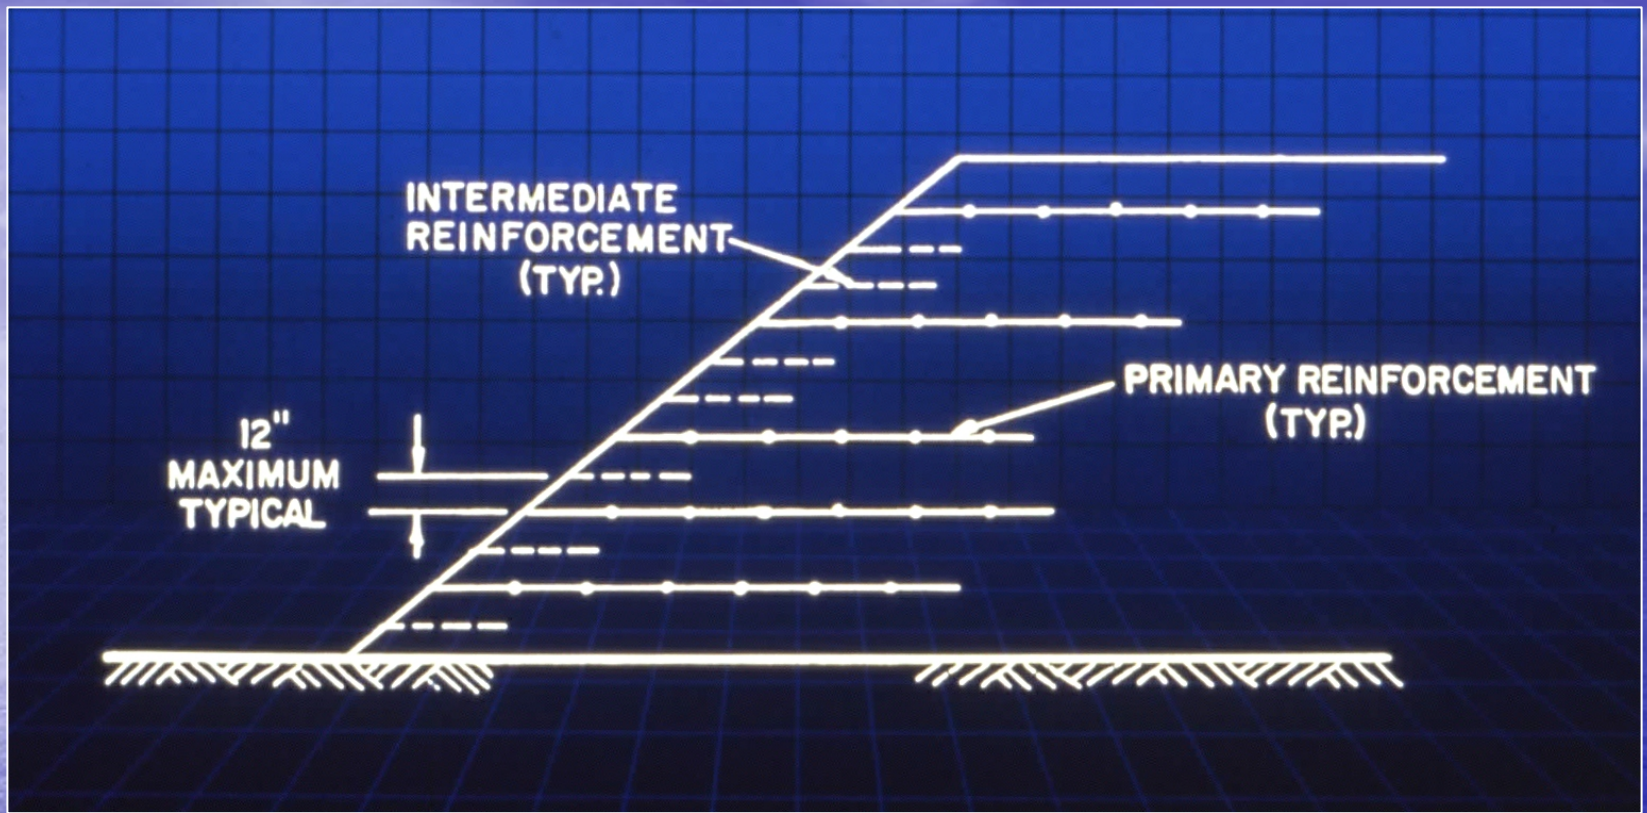 INTERMEDIATE
REINFORCEMENT
(TYP.)
PRIMARY REINFORCEMENT
(TYP.)
12"
MAXIMUM
TYPICAL